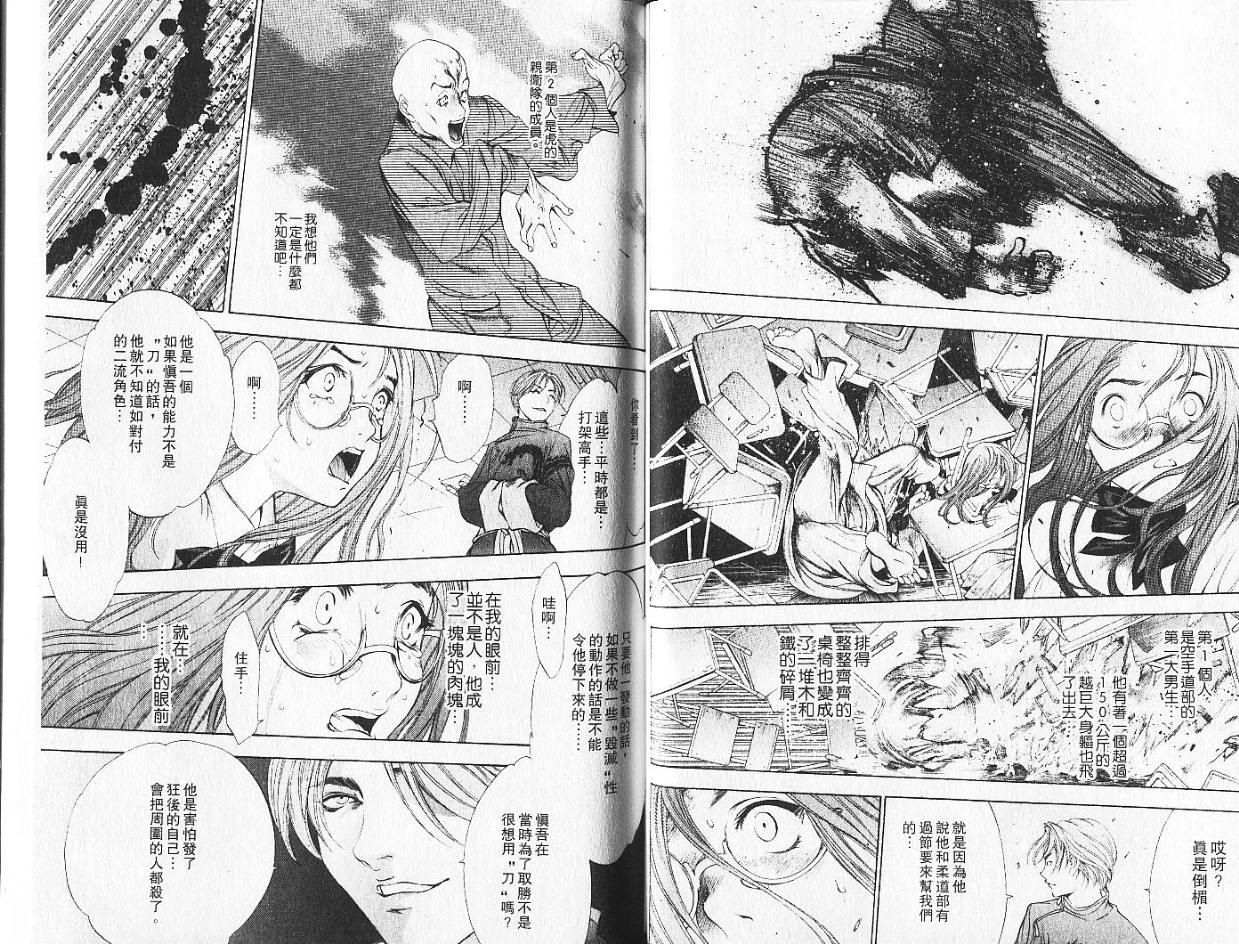 第1個人
是空手道部的
第一大男生…
他有著一個超過
150公斤的
越巨大身軀也飛
了出去…
排得
整整齊齊的
桌椅也變成
了二堆木和
鐵的碎屑…
哎呀?
眞是倒楣…
就是因為他
說他和柔道部有
過節要來幫我們
的…
第2個人是虎的
親衛隊的成員。
我想他們
一定是什麼都
不知道吧…
你看到了…
這些…平時都是…
打架高手…
啊……
啊……
他是一個
如果愼吾的能力不是
〞刀〝的話,
他就不知道如對付
的二流角色…
眞是沒用!
只要他一發動的話,
如果不做一些〞毀滅〝性
的動作的話是不能
令他停下來的……
哇啊…
在我的眼前…
並不是人,他成
了一塊塊的肉塊…
住手…
就在…
……我的眼前
…
愼吾在
當時為了取勝不是
很想用〞刀〝嗎?
他是害怕發了
狂後的自己…
會把周圍的人都殺了。